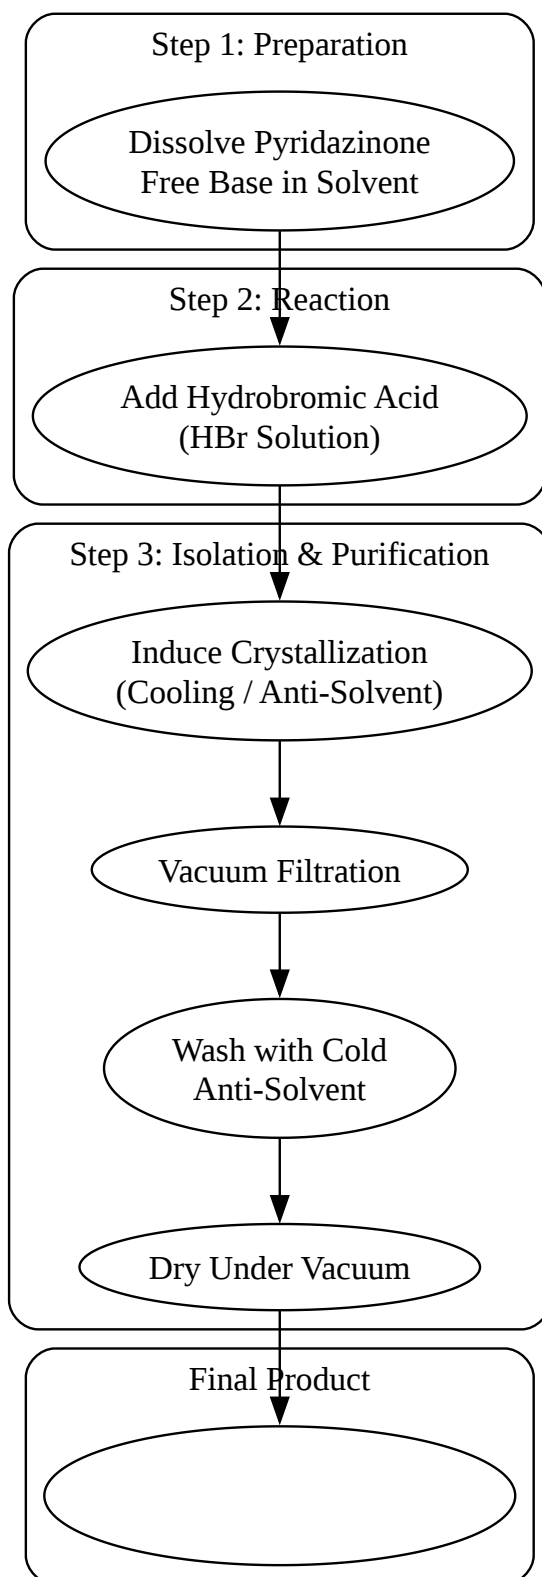 Step 1: Preparation
Dissolve Pyridazinone
Free Base in Solvent
Step 2: Reaction
Add Hydrobromic Acid
(HBr Solution)
Step 3: Isolation & Purification
Induce Crystallization
(Cooling / Anti-Solvent)
Vacuum Filtration
Wash with Cold
Anti-Solvent
Dry Under Vacuum
Final Product